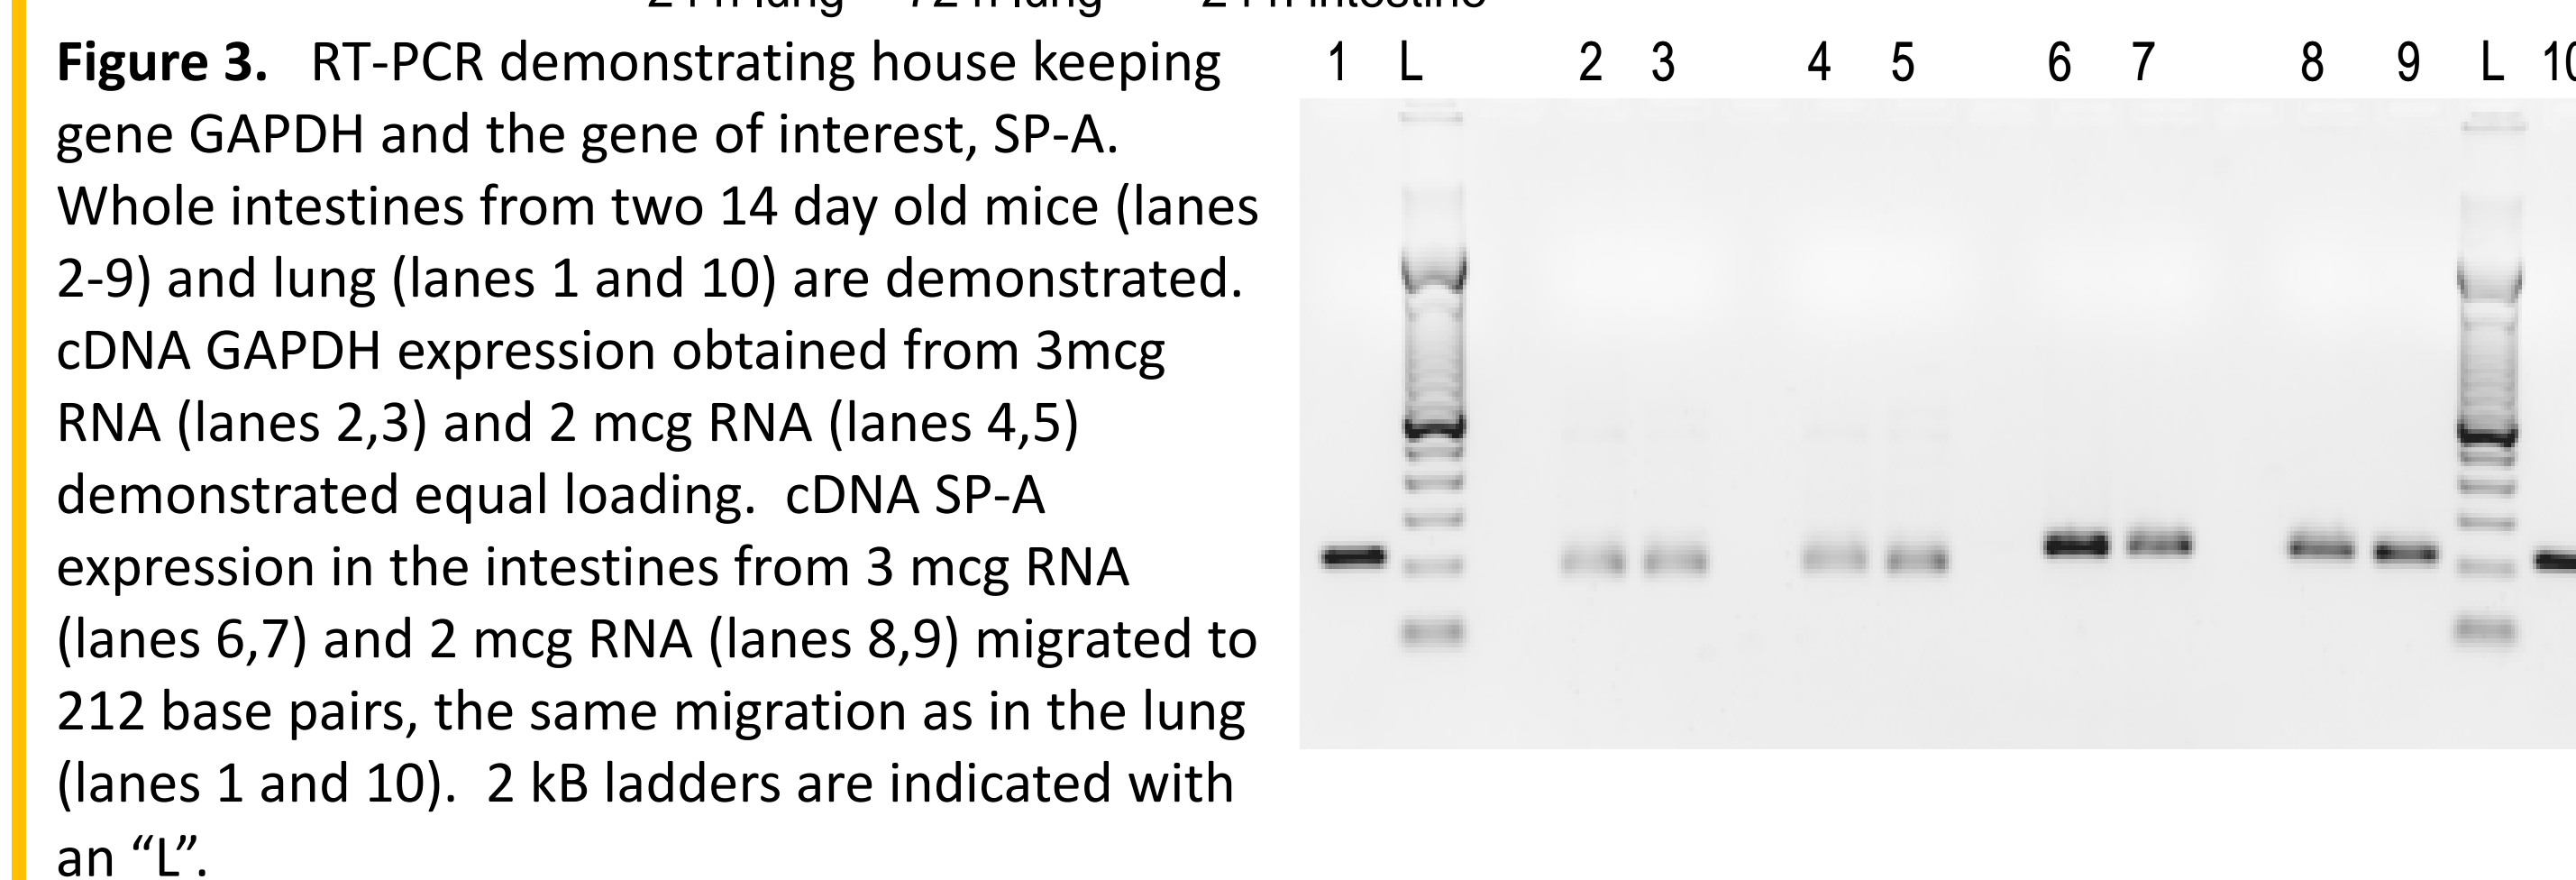 Figure 3. RT-PCR demonstrating house keeping
gene GAPDH and the gene of interest, SP-A.
Whole intestines from two 14 day old mice (lanes
2-9) and lung (lanes 1 and 10) are demonstrated.
cDNA GAPDH expression obtained from 3mcg
RNA (lanes 2,3) and 2 mcg RNA (lanes 4,5)
demonstrated equal loading. cDNA SP-A
expression in the intestines from 3 mcg RNA
(lanes 6,7) and 2 mcg RNA (lanes 8,9) migrated to
212 base pairs, the same migration as in the lung
(lanes 1 and 10). 2 kB ladders are indicated with
an “L”.
1 L 2 3 4 5 6 7 8 9 L 10